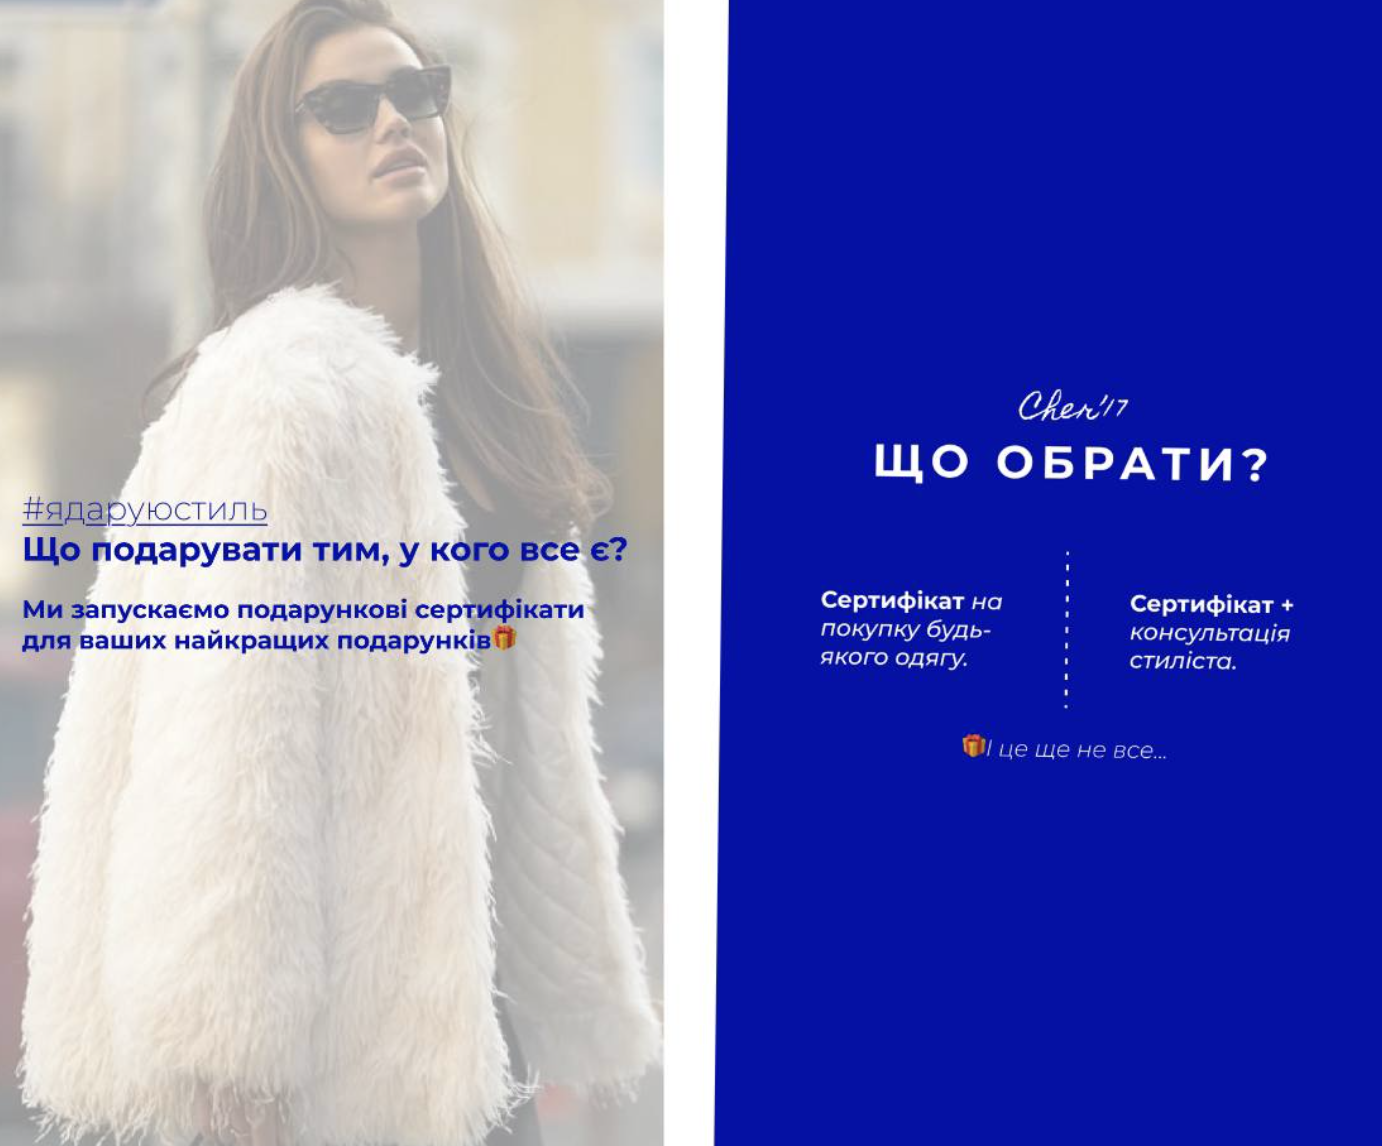 #ядаруюстиль
Що подарувати тим, у кого все є?
Ми запускаємо подарункові сертифікати
для ваших найкращих подарунків🎁
Cher'17
ЩО ОБРАТИ?
Сертифікат на
покупку будь-
якого одягу.
Сертифікат +
консультація
стиліста.
🎁І це ще не все...